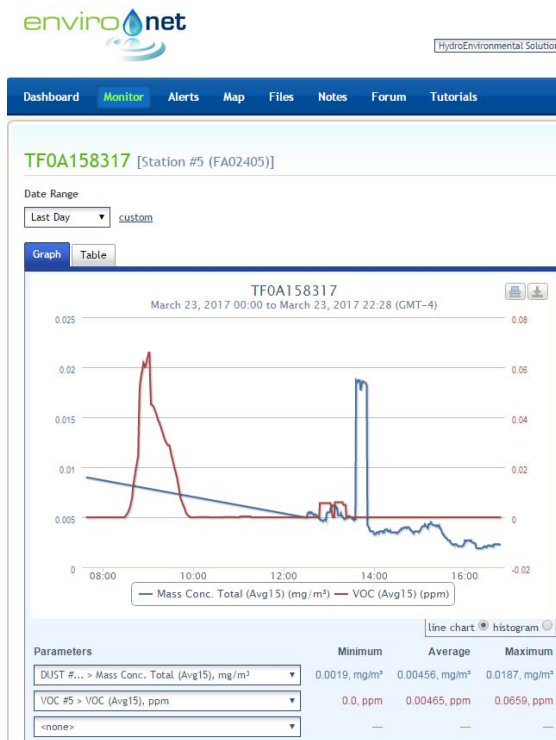 enviro net
HydroEnvironmental Solution
Dashboard Monitor Alerts Map Files Notes Forum Tutorials
TF0A158317 [Station #5 (FA02405)]
Date Range
Last Day ▼ custom
Graph Table
TF0A158317
March 23, 2017 00:00 to March 23, 2017 22:28 (GMT-4)
0.025 0.08
0.02 0.06
0.015 0.04
0.01 0.02
0.005 0
0 -0.02
08:00 10:00 12:00 14:00 16:00
Mass Conc. Total (Avg15) (mg/m³) VOC (Avg15) (ppm)
line chart histogram
Parameters Minimum Average Maximum
DUST #... > Mass Conc. Total (Avg15), mg/m³ ▼ 0.0019, mg/m³ 0.00456, mg/m³ 0.0187, mg/m³
VOC #5 > VOC (Avg15), ppm ▼ 0.0, ppm 0.00465, ppm 0.0659, ppm
<none> ▼ — — —